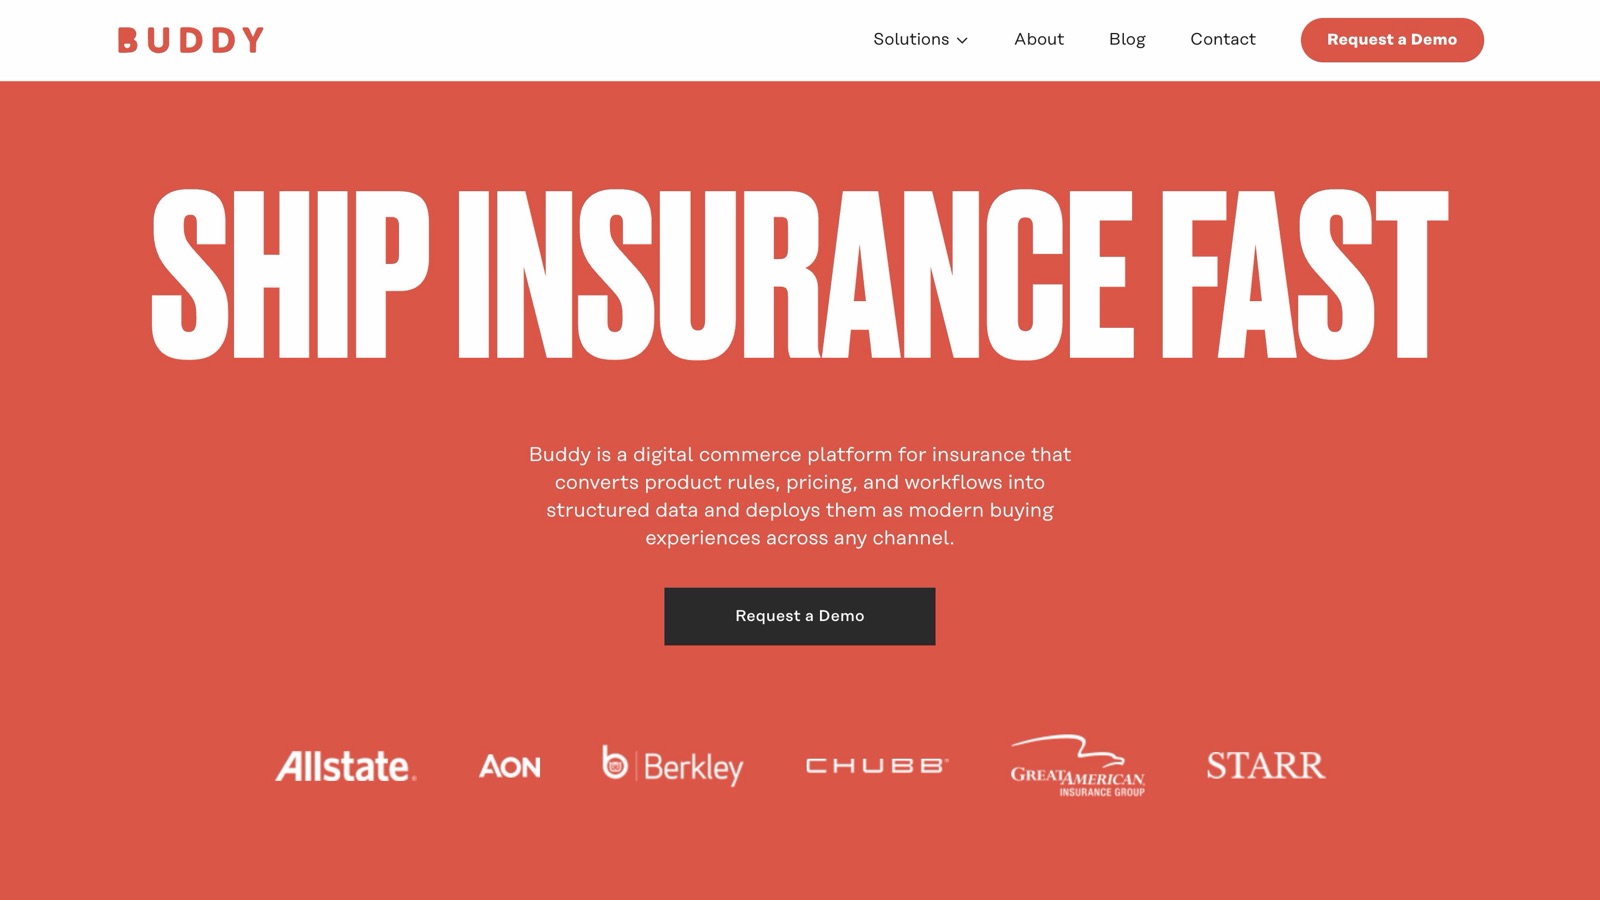 BUDDY
Solutions
About
Blog
Contact
Request a Demo
SHIP INSURANCE FAST
Buddy is a digital commerce platform for insurance that
converts product rules, pricing, and workflows into
structured data and deploys them as modern buying
experiences across any channel.
Request a Demo
Allstate
AON
b | Berkley
CHUBB
GREATAMERICAN
INSURANCE GROUP
STARR